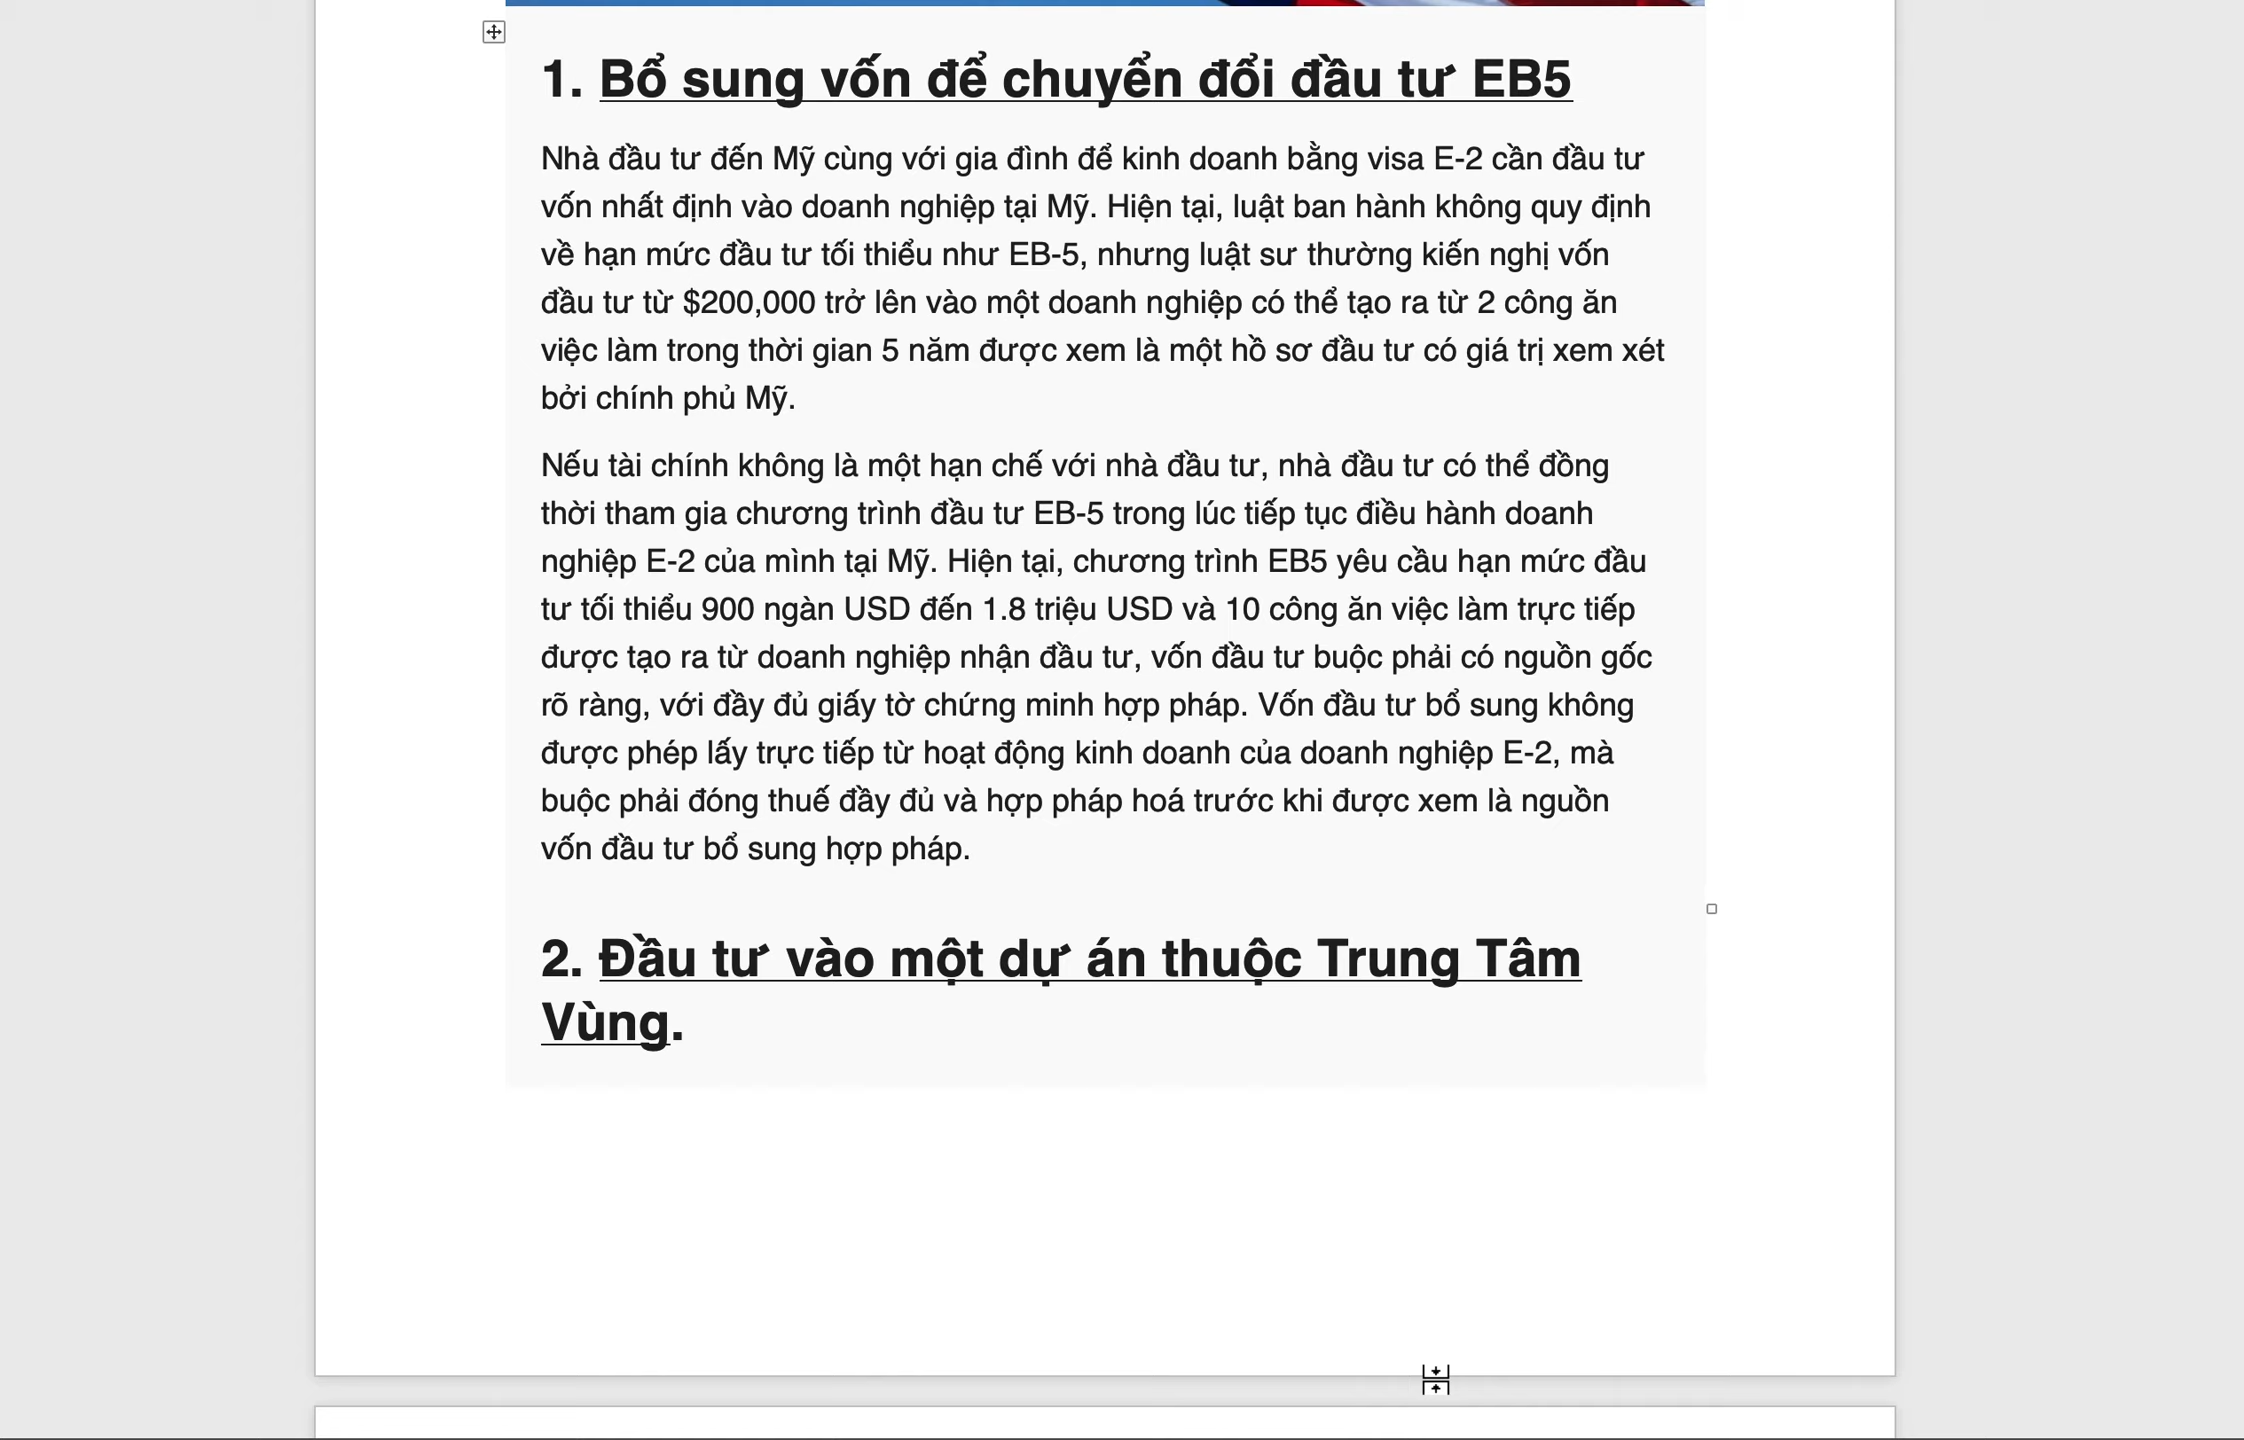 1. Bổ sung vốn để chuyển đổi đầu tư EB5
Nhà đầu tư đến Mỹ cùng với gia đình để kinh doanh bằng visa E-2 cần đầu tư
vốn nhất định vào doanh nghiệp tại Mỹ. Hiện tại, luật ban hành không quy định
về hạn mức đầu tư tối thiểu như EB-5, nhưng luật sư thường kiến nghị vốn
đầu tư từ $200,000 trở lên vào một doanh nghiệp có thể tạo ra từ 2 công ăn
việc làm trong thời gian 5 năm được xem là một hồ sơ đầu tư có giá trị xem xét
bởi chính phủ Mỹ.
Nếu tài chính không là một hạn chế với nhà đầu tư, nhà đầu tư có thể đồng
thời tham gia chương trình đầu tư EB-5 trong lúc tiếp tục điều hành doanh
nghiệp E-2 của mình tại Mỹ. Hiện tại, chương trình EB5 yêu cầu hạn mức đầu
tư tối thiểu 900 ngàn USD đến 1.8 triệu USD và 10 công ăn việc làm trực tiếp
được tạo ra từ doanh nghiệp nhận đầu tư, vốn đầu tư buộc phải có nguồn gốc
rõ ràng, với đầy đủ giấy tờ chứng minh hợp pháp. Vốn đầu tư bổ sung không
được phép lấy trực tiếp từ hoạt động kinh doanh của doanh nghiệp E-2, mà
buộc phải đóng thuế đầy đủ và hợp pháp hoá trước khi được xem là nguồn
vốn đầu tư bổ sung hợp pháp.
2. Đầu tư vào một dự án thuộc Trung Tâm
Vùng.